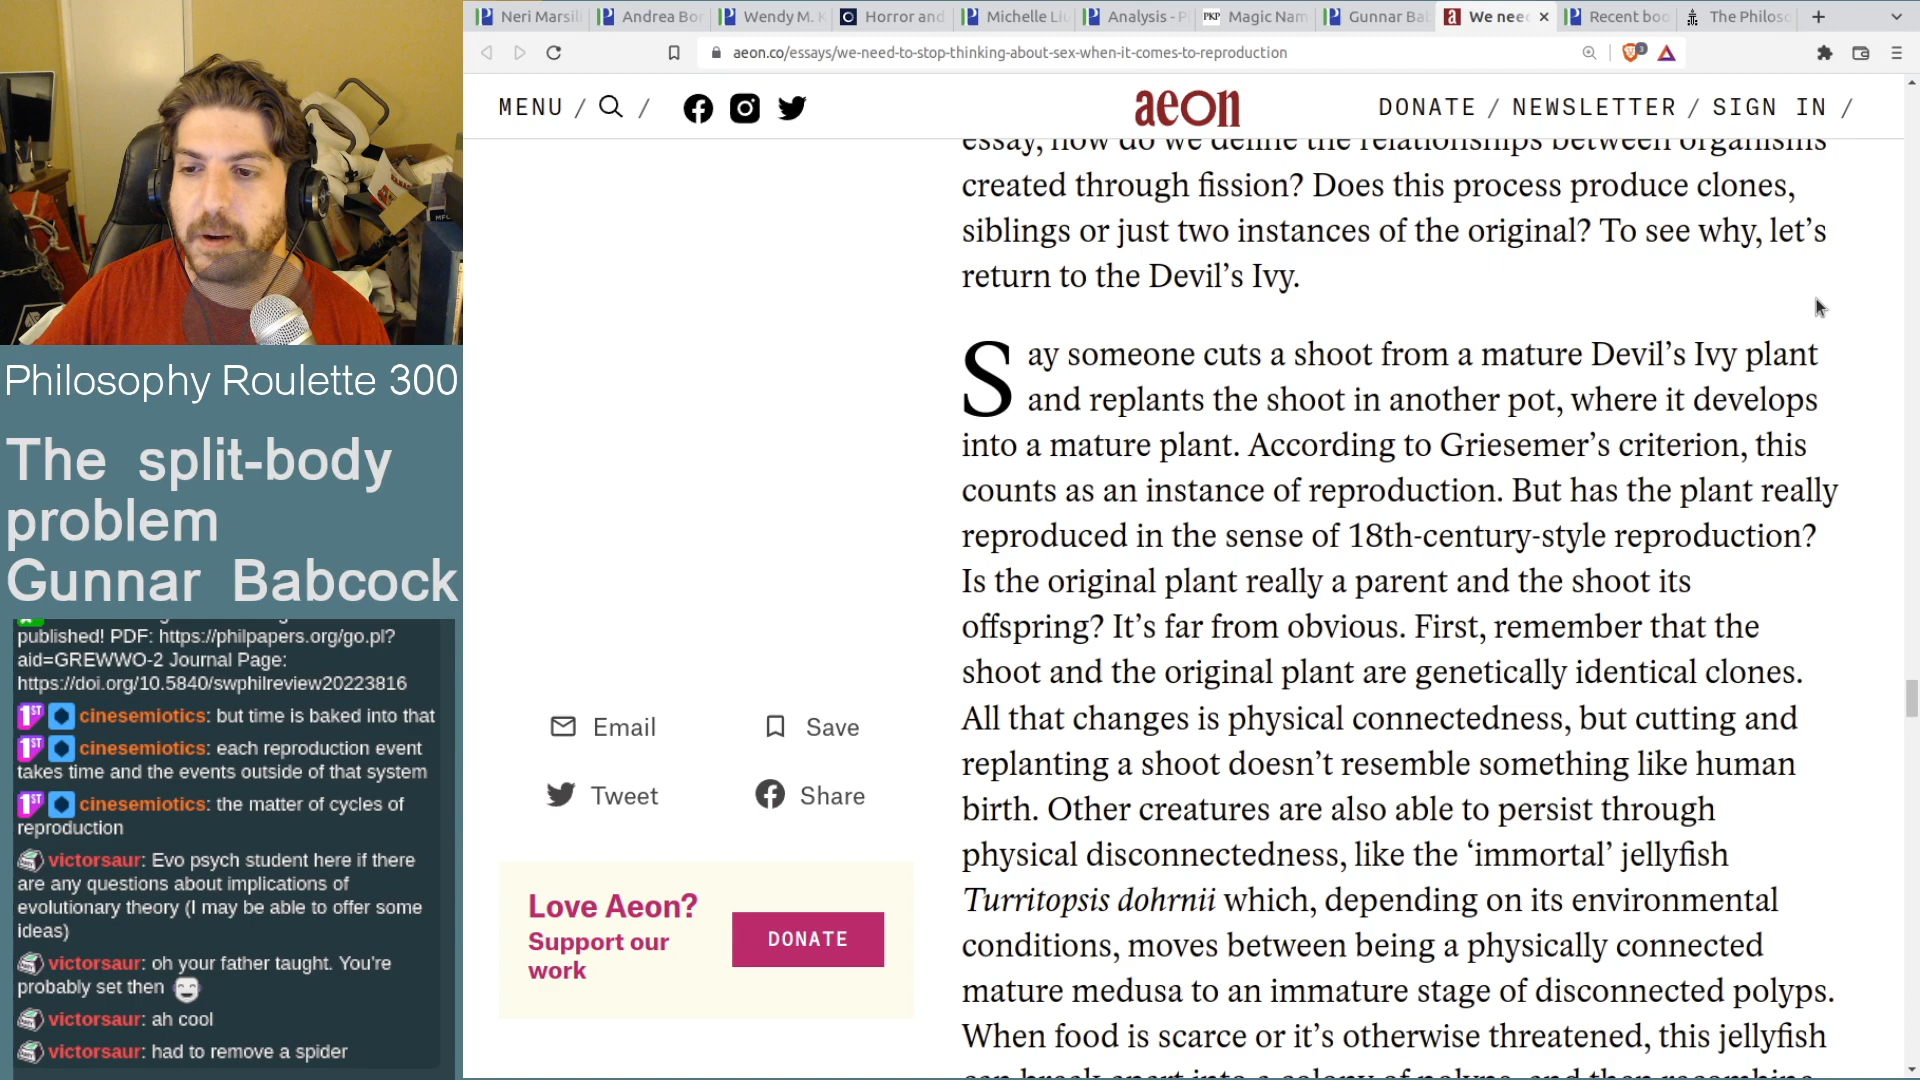 Neri Marsil
Andrea Bo
Wendy M. K
Horror and
Michelle Li
Analysis - P
PKP Magic Nam
Gunnar Bab
a We nee
Recent boo
The Philoso
aeon.co/essays/we-need-to-stop-thinking-about-sex-when-it-comes-to-reproduction
3
MENU / /
aeon
DONATE / NEWSLETTER / SIGN IN /
essay, how do we define the relationships between organisms
created through fission? Does this process produce clones,
siblings or just two instances of the original? To see why, let’s
return to the Devil’s Ivy.
Say someone cuts a shoot from a mature Devil’s Ivy plant
and replants the shoot in another pot, where it develops
into a mature plant. According to Griesemer’s criterion, this
counts as an instance of reproduction. But has the plant really
reproduced in the sense of 18th-century-style reproduction?
Is the original plant really a parent and the shoot its
offspring? It’s far from obvious. First, remember that the
shoot and the original plant are genetically identical clones.
All that changes is physical connectedness, but cutting and
replanting a shoot doesn’t resemble something like human
birth. Other creatures are also able to persist through
physical disconnectedness, like the ‘immortal’ jellyfish
Turritopsis dohrnii which, depending on its environmental
conditions, moves between being a physically connected
mature medusa to an immature stage of disconnected polyps.
When food is scarce or it’s otherwise threatened, this jellyfish
can break apart into a colony of polyps, and then recombine
Email
Save
Tweet
Share
Love Aeon?
Support our
work
DONATE
Philosophy Roulette 300
The split-body
problem
Gunnar Babcock
published! PDF: https://philpapers.org/go.pl?
aid=GREWWO-2 Journal Page:
https://doi.org/10.5840/swphilreview20223816
1ST cinesemiotics: but time is baked into that
1ST cinesemiotics: each reproduction event
takes time and the events outside of that system
1ST cinesemiotics: the matter of cycles of
reproduction
victorsaur: Evo psych student here if there
are any questions about implications of
evolutionary theory (I may be able to offer some
ideas)
victorsaur: oh your father taught. You're
probably set then
victorsaur: ah cool
victorsaur: had to remove a spider